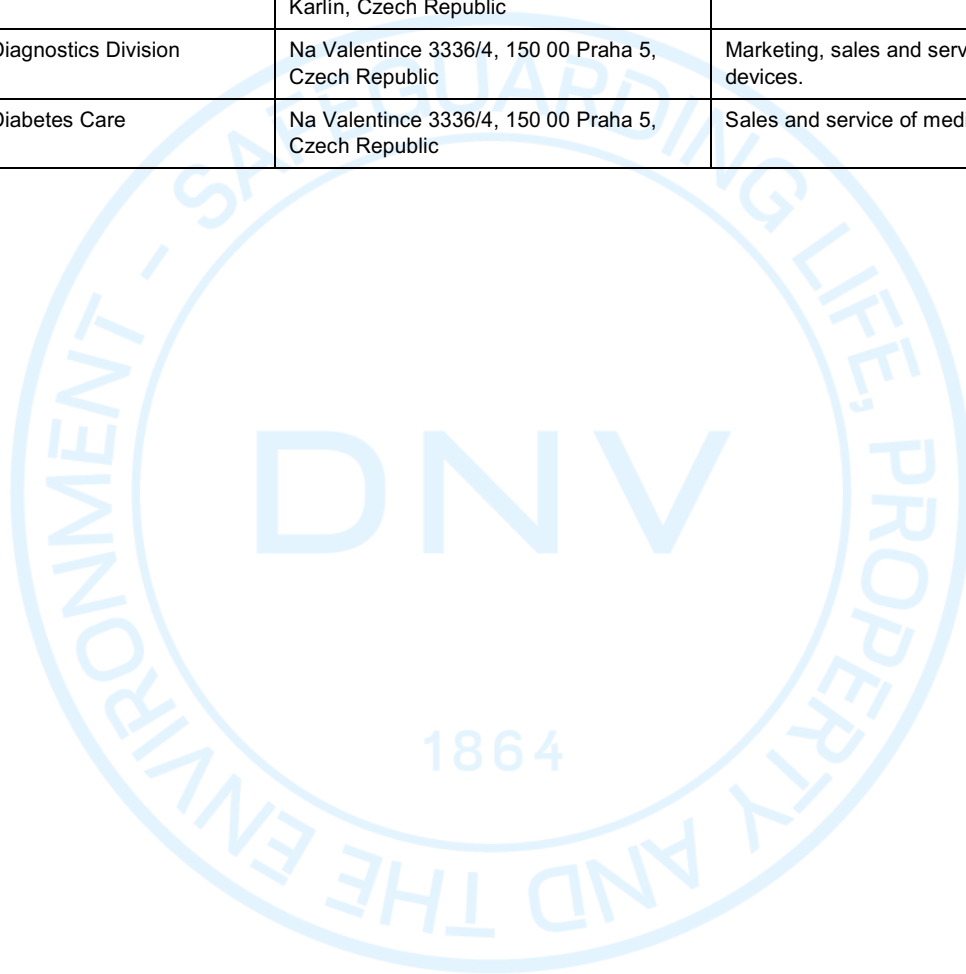 Karlín, Czech Republic
Diagnostics Division
Na Valentince 3336/4, 150 00 Praha 5,
Czech Republic
Marketing, sales and serv
devices.
Diabetes Care
Na Valentince 3336/4, 150 00 Praha 5,
Czech Republic
Sales and service of med
SAFEGUARDING LIFE, PROPERTY AND THE ENVIRONMENT -
DNV
1864